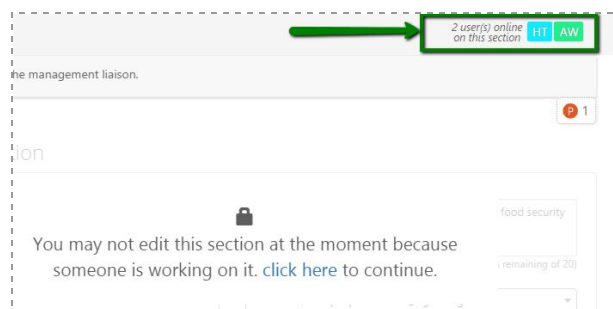 2 user(s) online
on this section HT AW
he management liaison.
P 1
tion
food security
You may not edit this section at the moment because
remaining of 20)
someone is working on it. click here to continue.